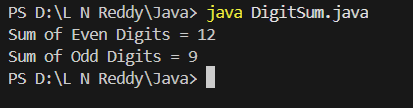 PS D:\L N Reddy\Java> java DigitSum.java
Sum of Even Digits = 12
Sum of Odd Digits = 9
PS D:\L N Reddy\Java>